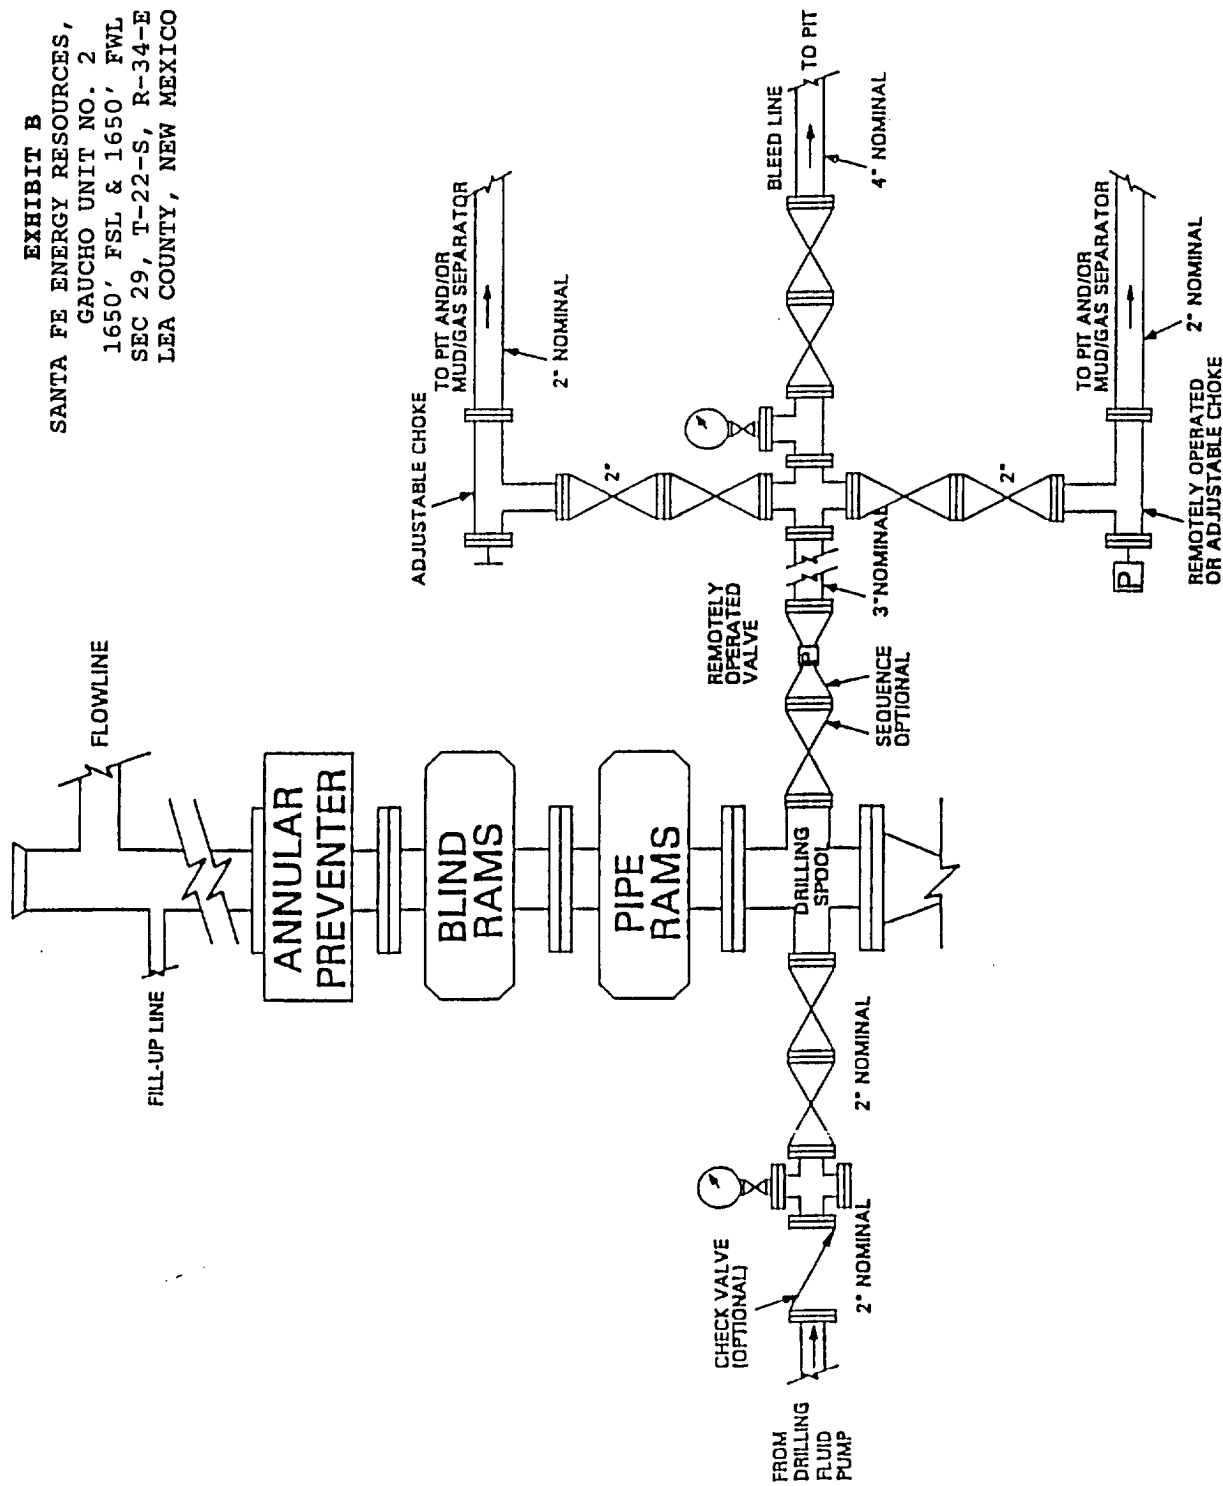 EXHIBIT B
SANTA FE ENERGY RESOURCES,
GAUCHO UNIT NO. 2
1650' FSL & 1650' FWL
SEC 29, T-22-S, R-34-E
LEA COUNTY, NEW MEXICO
FILL-UP LINE
FLOWLINE
ANNULAR
PREVENTER
BLIND
RAMS
PIPE
RAMS
DRILLING
SPOOL
ADJUSTABLE CHOKE
TO PIT AND/OR
MUD/GAS SEPARATOR
2" NOMINAL
2"
REMOTELY
OPERATED
VALVE
P
SEQUENCE
OPTIONAL
3" NOMINAL
BLEED LINE
TO PIT
4" NOMINAL
2"
TO PIT AND/OR
MUD/GAS SEPARATOR
2" NOMINAL
P
REMOTELY OPERATED
OR ADJUSTABLE CHOKE
FROM
DRILLING
FLUID
PUMP
CHECK VALVE
(OPTIONAL)
2" NOMINAL
2" NOMINAL